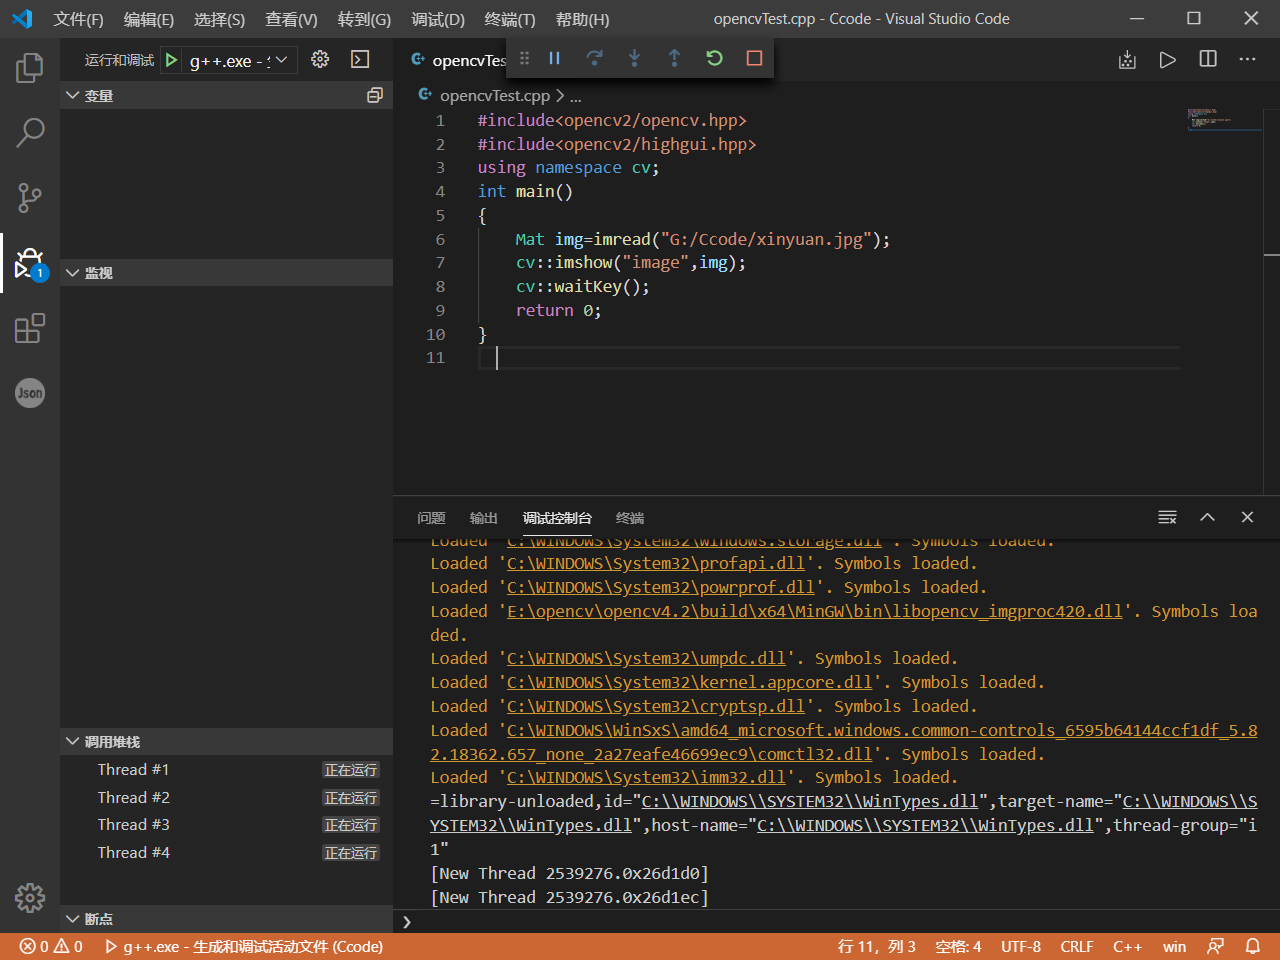 文件(F) 编辑(E) 选择(S) 查看(V) 转到(G) 调试(D) 终端(T) 帮助(H) opencvTest.cpp - Ccode - Visual Studio Code
运行和调试 g++.exe - 
opencvTes
变量
opencvTest.cpp > ...
1 #include<opencv2/opencv.hpp>
2 #include<opencv2/highgui.hpp>
3 using namespace cv;
4 int main()
5 {
6 Mat img=imread("G:/Ccode/xinyuan.jpg");
7 cv::imshow("image",img);
8 cv::waitKey();
9 return 0;
10 }
11
1
监视
Json
问题 输出 调试控制台 终端
Loaded 'C:\WINDOWS\System32\windows.storage.dll'. Symbols loaded.
Loaded 'C:\WINDOWS\System32\profapi.dll'. Symbols loaded.
Loaded 'C:\WINDOWS\System32\powrprof.dll'. Symbols loaded.
Loaded 'E:\opencv\opencv4.2\build\x64\MinGW\bin\libopencv_imgproc420.dll'. Symbols loa
ded.
Loaded 'C:\WINDOWS\System32\umpdc.dll'. Symbols loaded.
Loaded 'C:\WINDOWS\System32\kernel.appcore.dll'. Symbols loaded.
Loaded 'C:\WINDOWS\System32\cryptsp.dll'. Symbols loaded.
Loaded 'C:\WINDOWS\WinSxS\amd64_microsoft.windows.common-controls_6595b64144ccf1df_5.8
2.18362.657_none_2a27eafe46699ec9\comctl32.dll'. Symbols loaded.
Loaded 'C:\WINDOWS\System32\imm32.dll'. Symbols loaded.
=library-unloaded,id="C:\\WINDOWS\\SYSTEM32\\WinTypes.dll",target-name="C:\\WINDOWS\\S
YSTEM32\\WinTypes.dll",host-name="C:\\WINDOWS\\SYSTEM32\\WinTypes.dll",thread-group="i
1"
[New Thread 2539276.0x26d1d0]
[New Thread 2539276.0x26d1ec]
调用堆栈
Thread #1 正在运行
Thread #2 正在运行
Thread #3 正在运行
Thread #4 正在运行
断点
0 0 g++.exe - 生成和调试活动文件 (Ccode) 行 11，列 3 空格: 4 UTF-8 CRLF C++ win